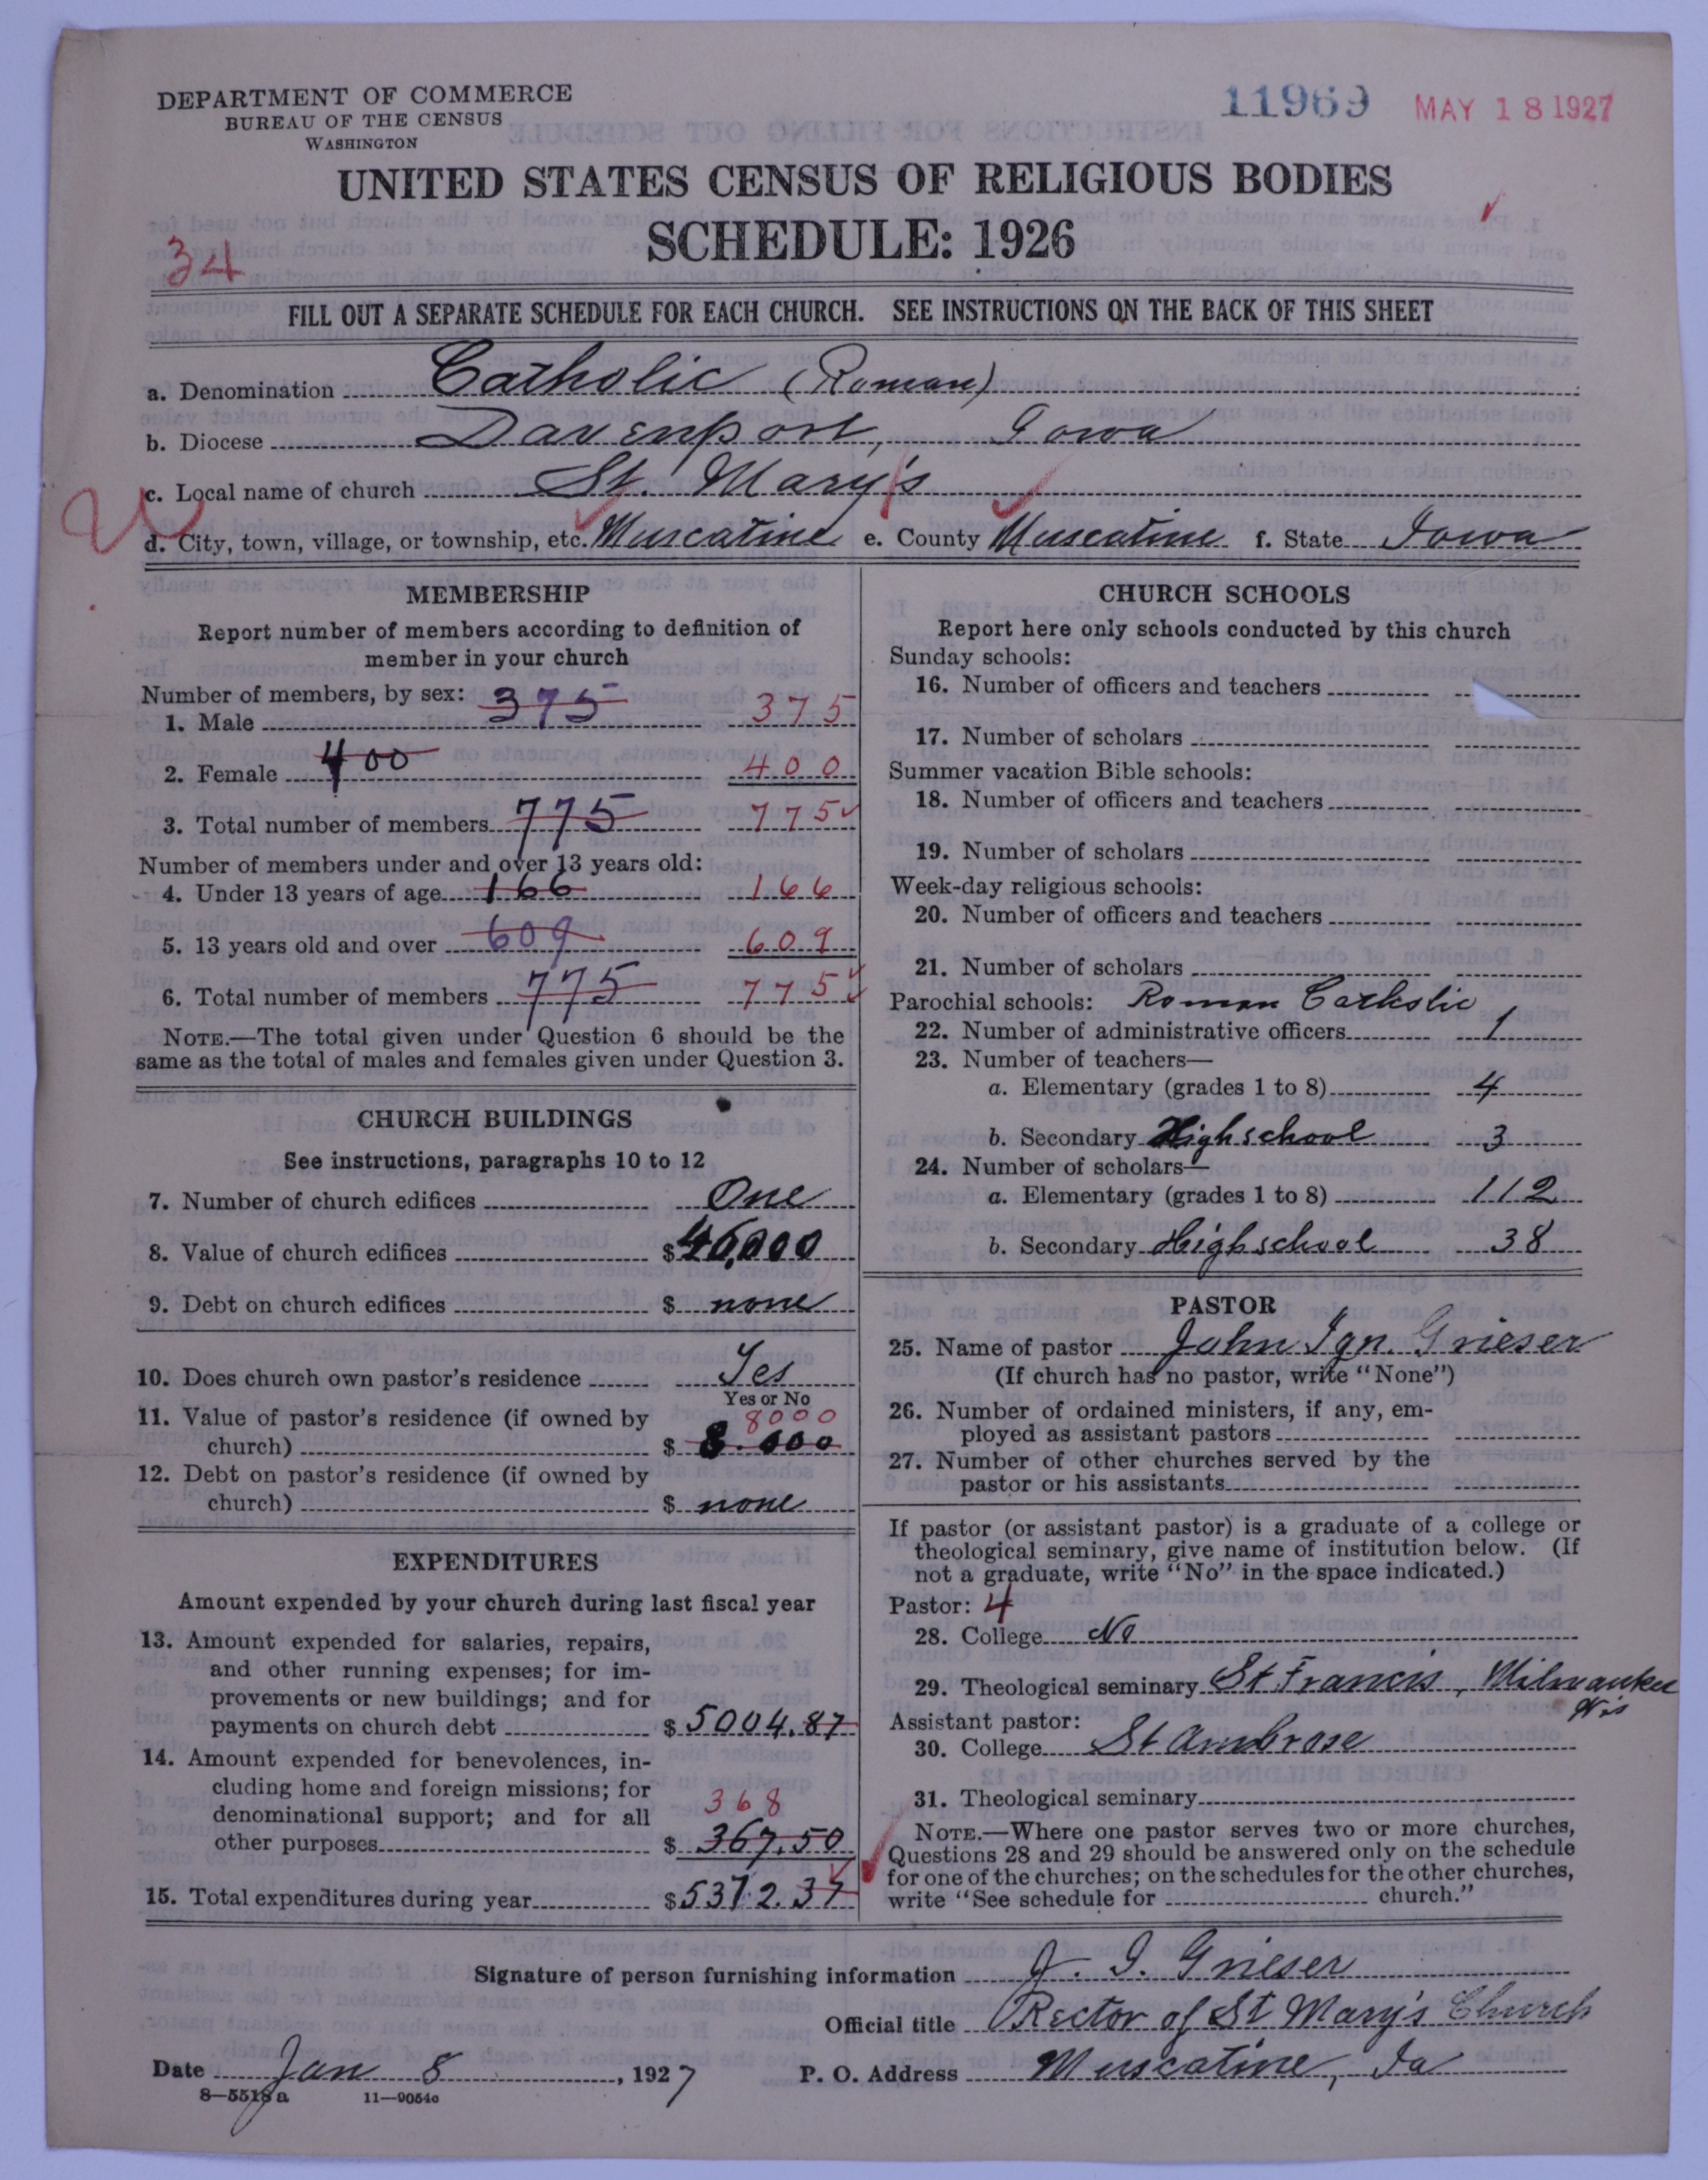 DEPARTMENT OF COMMERCE
BUREAU OF THE CENSUS
WASHINGTON
11969 MAY 18 1927
UNITED STATES CENSUS OF RELIGIOUS BODIES
SCHEDULE: 1926
34
FILL OUT A SEPARATE SCHEDULE FOR EACH CHURCH. SEE INSTRUCTIONS ON THE BACK OF THIS SHEET
a. Denomination Catholic (Roman)
b. Diocese Davenport, Iowa
c. Local name of church St. Mary's
d. City, town, village, or township, etc. Muscatine e. County Muscatine f. State Iowa
MEMBERSHIP
Report number of members according to definition of
member in your church
Number of members, by sex:
1. Male 375 375
2. Female 400 400
3. Total number of members 775 775
Number of members under and over 13 years old:
4. Under 13 years of age 166 166
5. 13 years old and over 609 609
6. Total number of members 775 775
NOTE.—The total given under Question 6 should be the
same as the total of males and females given under Question 3.
CHURCH BUILDINGS
See instructions, paragraphs 10 to 12
7. Number of church edifices One
8. Value of church edifices $
9. Debt on church edifices $ none
10. Does church own pastor's residence Yes
Yes or No
11. Value of pastor's residence (if owned by 8000
church) $ 8.000
12. Debt on pastor's residence (if owned by
church) $ none
EXPENDITURES
Amount expended by your church during last fiscal year
13. Amount expended for salaries, repairs,
and other running expenses; for im-
provements or new buildings; and for
payments on church debt $ 5004.87
14. Amount expended for benevolences, in-
cluding home and foreign missions; for
denominational support; and for all 368
other purposes $ 367.50
15. Total expenditures during year $ 5372.37
CHURCH SCHOOLS
Report here only schools conducted by this church
Sunday schools:
16. Number of officers and teachers
17. Number of scholars
Summer vacation Bible schools:
18. Number of officers and teachers
19. Number of scholars
Week-day religious schools:
20. Number of officers and teachers
21. Number of scholars
Parochial schools: Roman Catholic
22. Number of administrative officers 1
23. Number of teachers—
a. Elementary (grades 1 to 8) 4
b. Secondary High school 3
24. Number of scholars—
a. Elementary (grades 1 to 8) 112
b. Secondary High school 38
PASTOR
25. Name of pastor John Ign. Grieser
(If church has no pastor, write "None")
26. Number of ordained ministers, if any, em-
ployed as assistant pastors
27. Number of other churches served by the
pastor or his assistants
If pastor (or assistant pastor) is a graduate of a college or
theological seminary, give name of institution below. (If
not a graduate, write "No" in the space indicated.)
Pastor: 4
28. College No
29. Theological seminary St Francis, Milwaukee
Wis
Assistant pastor:
30. College St Ambrose
31. Theological seminary
NOTE.—Where one pastor serves two or more churches,
Questions 28 and 29 should be answered only on the schedule
for one of the churches; on the schedules for the other churches,
write "See schedule for church."
Signature of person furnishing information J. I. Grieser
Official title Rector of St Mary's Church
Date Jan 8, 1927 P. O. Address Muscatine, Ia
8—5518 a 11—9054c